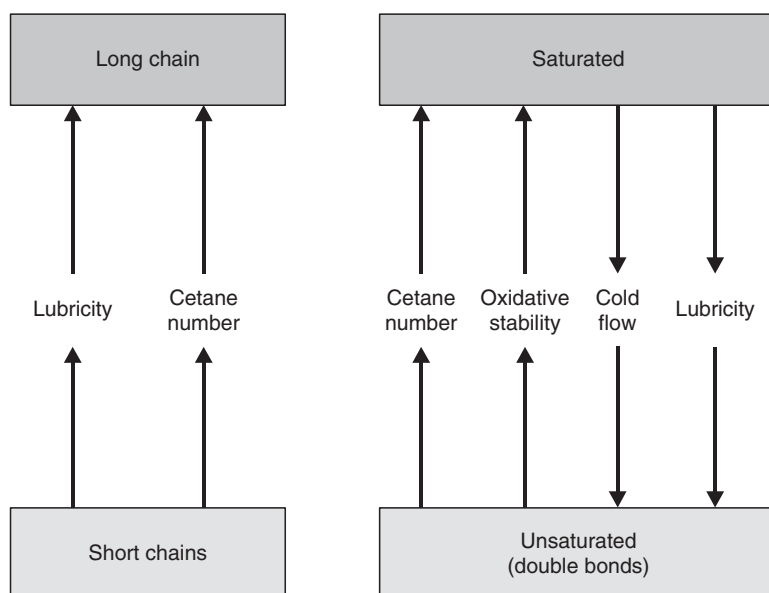 Long chain
Saturated
Lubricity
Cetane
number
Cetane
number
Oxidative
stability
Cold
flow
Lubricity
Short chains
Unsaturated
(double bonds)